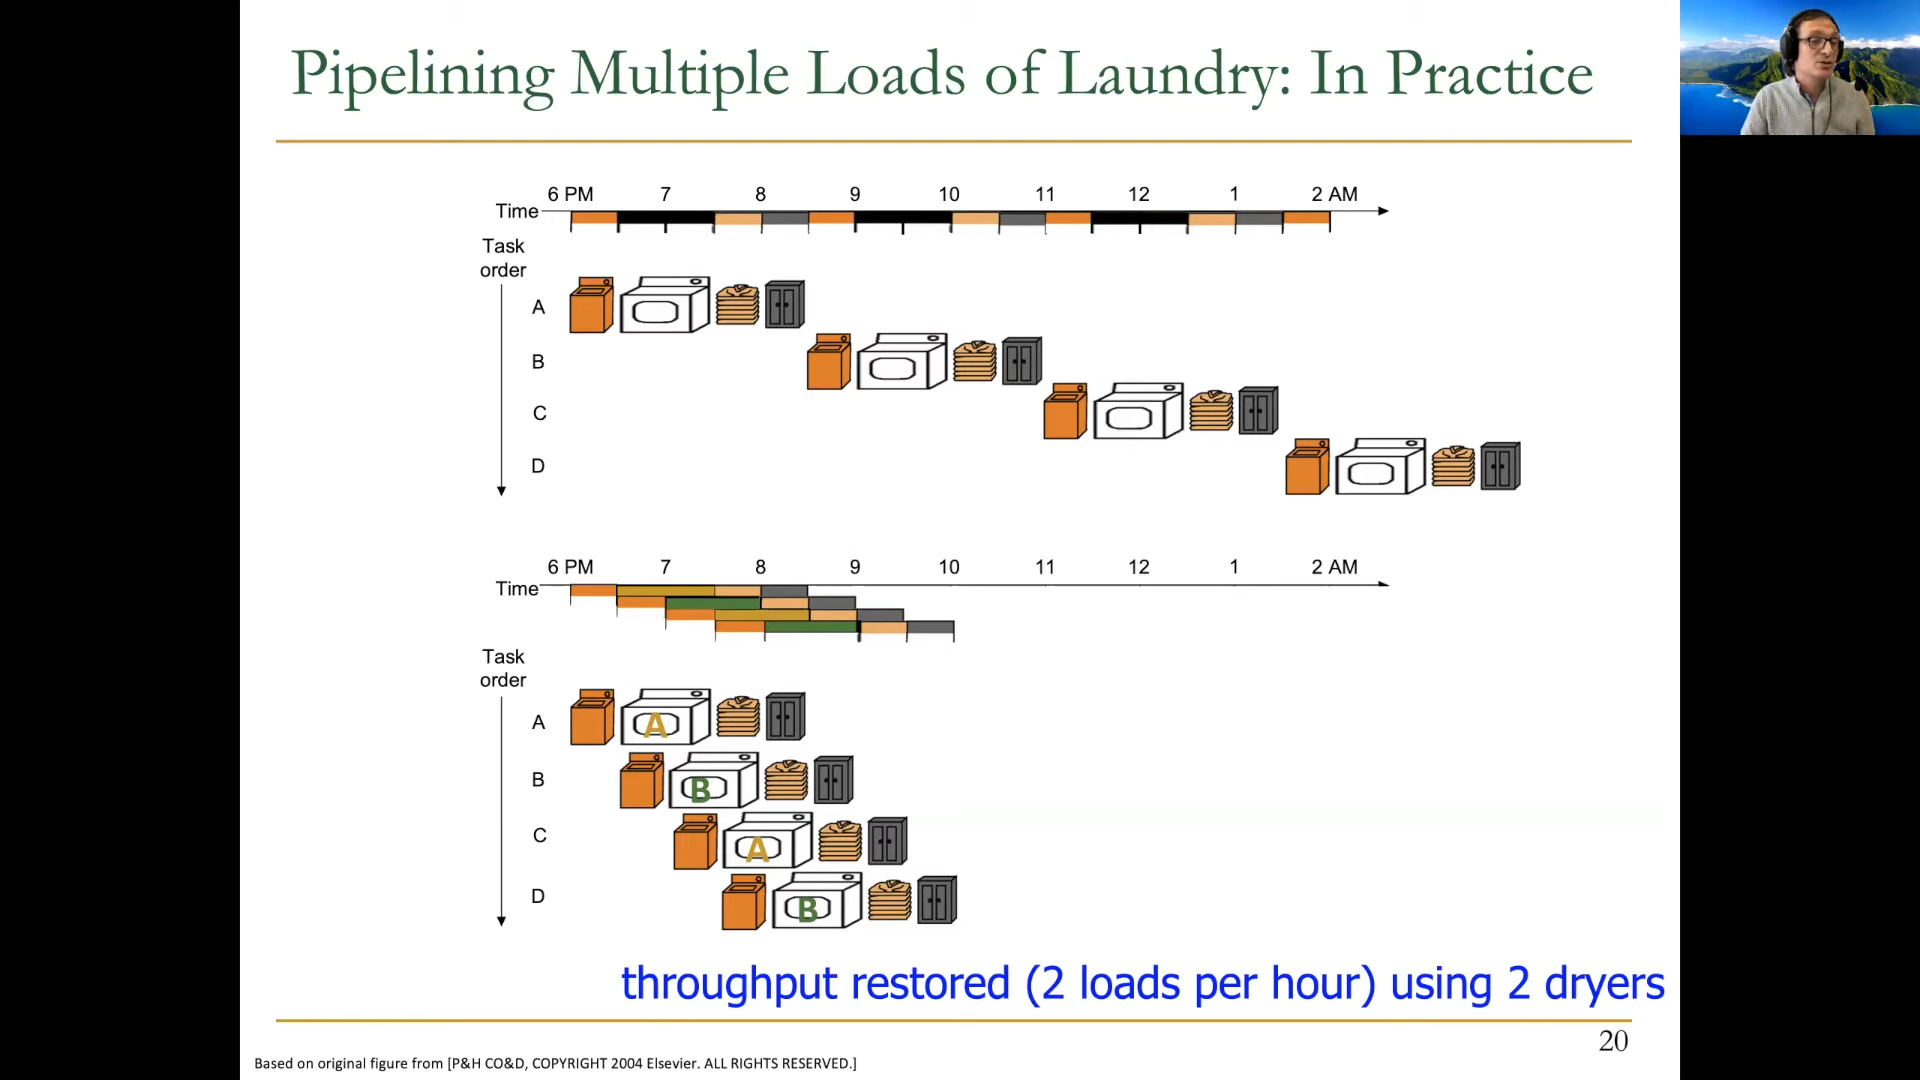 Pipelining Multiple Loads of Laundry: In Practice
6 PM 7 8 9 10 11 12 1 2 AM
Time
Task
order
A
B
C
D
6 PM 7 8 9 10 11 12 1 2 AM
Time
Task
order
A
A
B
B
C
A
D
B
throughput restored (2 loads per hour) using 2 dryers
20
Based on original figure from [P&H CO&D, COPYRIGHT 2004 Elsevier. ALL RIGHTS RESERVED.]